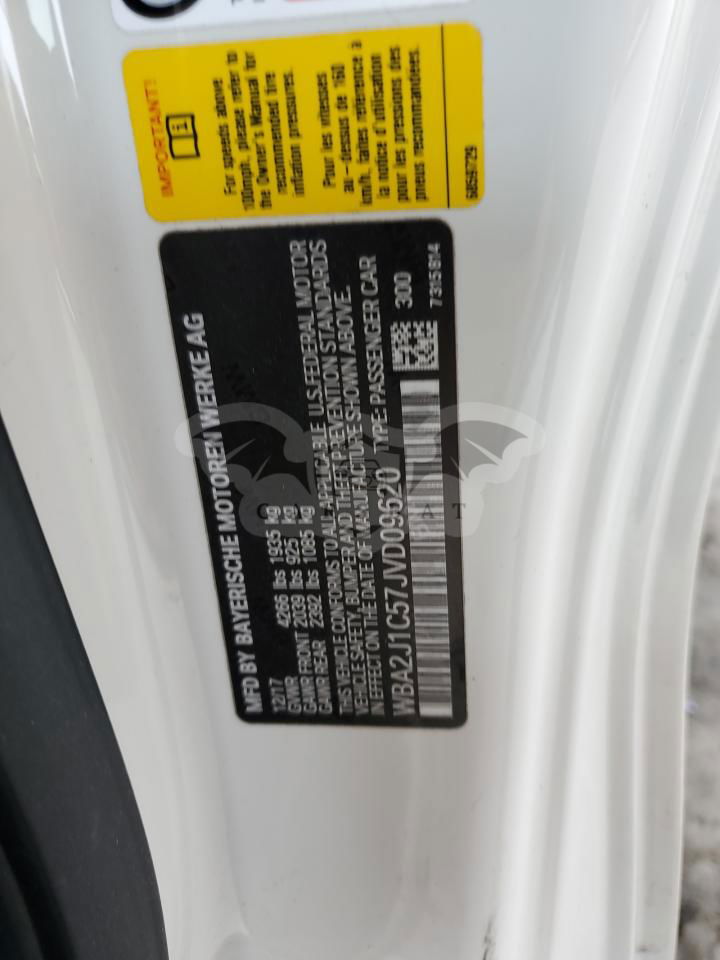 IMPORTANT!
For speeds above
100mph, please refer to
the Owner's Manual for
recommended tire
inflation pressures.
Pour les vitesses
au-dessus de 160
km/h, faites référence à
la notice d'utilisation
pour les pressions des
pneus recommandées.
6859729
MFD BY BAYERISCHE MOTOREN WERKE AG
12/17
GVWR 4266 lbs 1935 kg
GAWR FRONT 2039 lbs 925 kg
GAWR REAR 2392 lbs 1085 kg
THIS VEHICLE CONFORMS TO ALL APPLICABLE U.S. FEDERAL MOTOR
VEHICLE SAFETY, BUMPER AND THEFT PREVENTION STANDARDS
IN EFFECT ON THE DATE OF MANUFACTURE SHOWN ABOVE.
WBA2J1C57JVD09620 TYPE: PASSENGER CAR
300
7315814